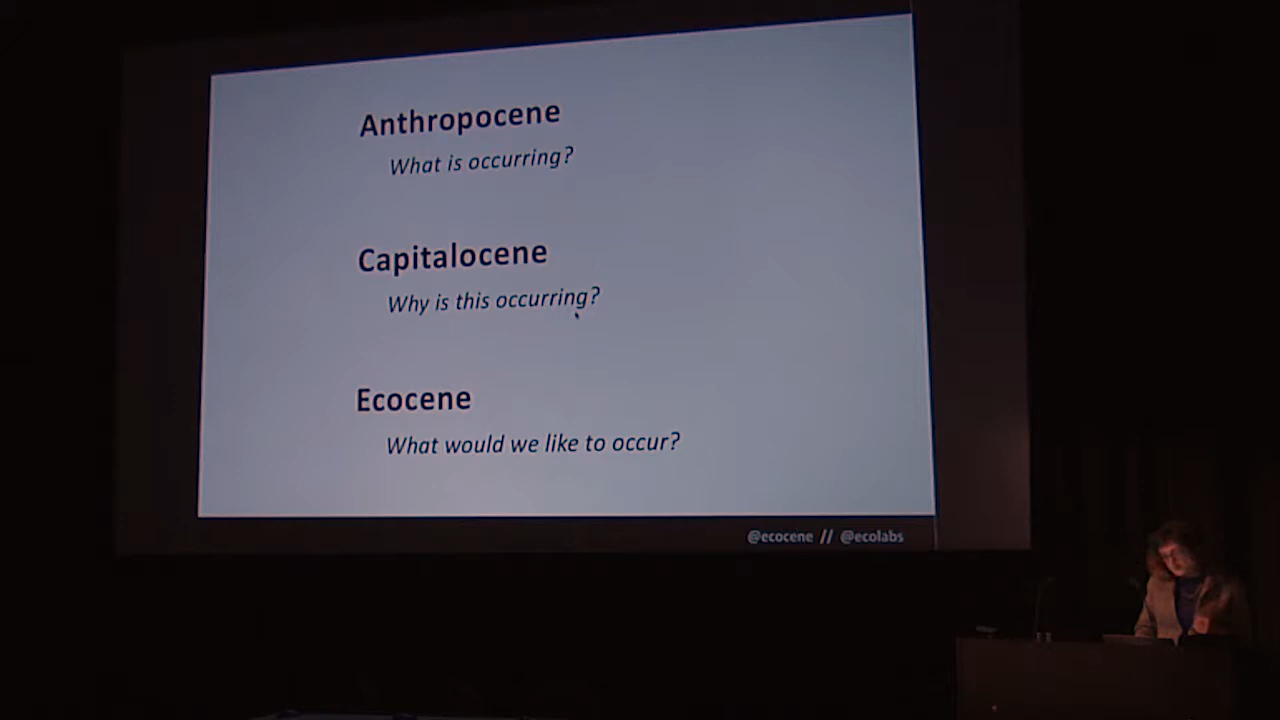 Anthropocene
What is occurring?
Capitalocene
Why is this occurring?
Ecocene
What would we like to occur?
@ecocene // @ecolabs